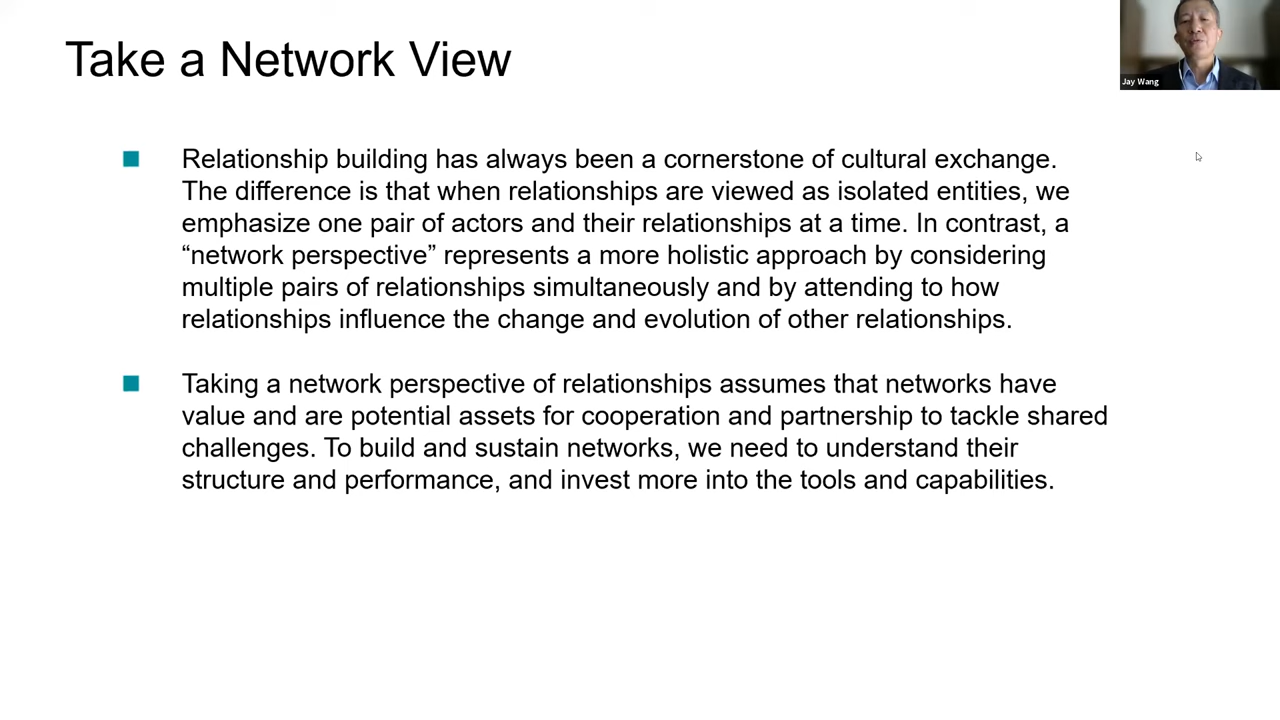 Take a Network View
Jay Wang
Relationship building has always been a cornerstone of cultural exchange.
The difference is that when relationships are viewed as isolated entities, we
emphasize one pair of actors and their relationships at a time. In contrast, a
“network perspective” represents a more holistic approach by considering
multiple pairs of relationships simultaneously and by attending to how
relationships influence the change and evolution of other relationships.
Taking a network perspective of relationships assumes that networks have
value and are potential assets for cooperation and partnership to tackle shared
challenges. To build and sustain networks, we need to understand their
structure and performance, and invest more into the tools and capabilities.